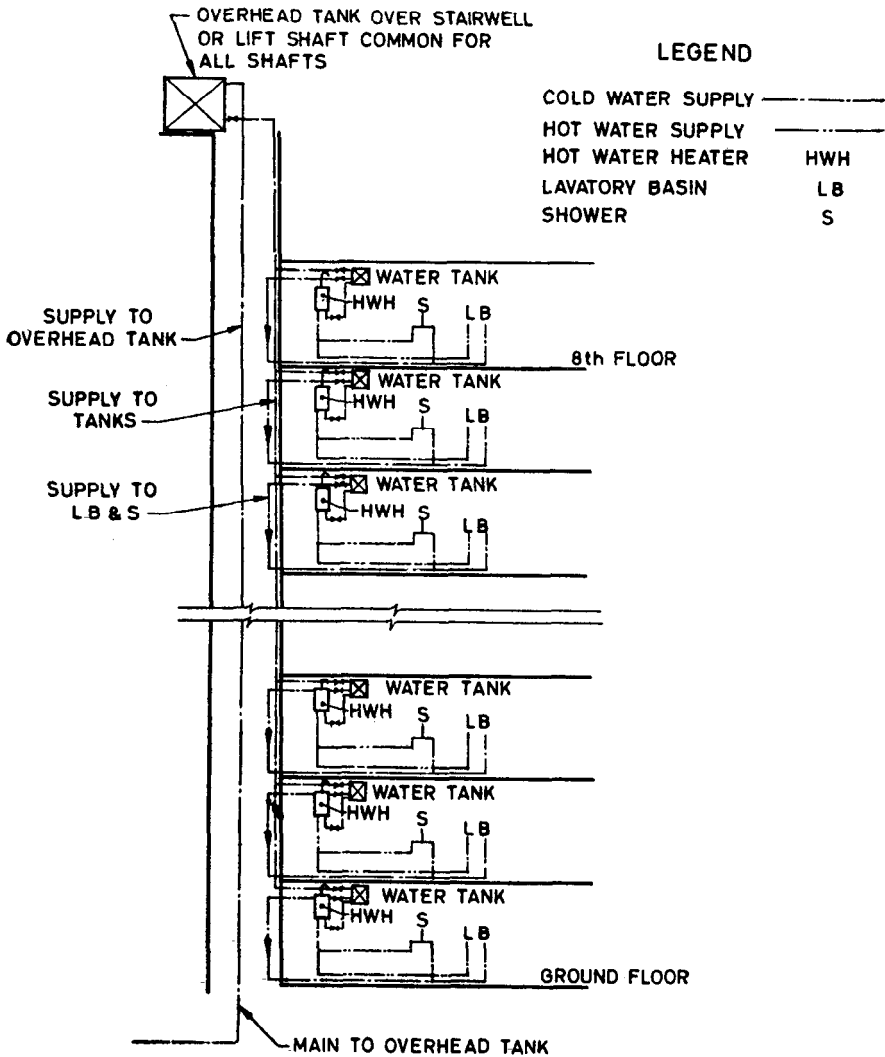 OVERHEAD TANK OVER STAIRWELL
OR LIFT SHAFT COMMON FOR
ALL SHAFTS
LEGEND
COLD WATER SUPPLY
HOT WATER SUPPLY
HOT WATER HEATER HWH
LAVATORY BASIN LB
SHOWER S
WATER TANK
HWH
S
LB
SUPPLY TO
OVERHEAD TANK
8th FLOOR
WATER TANK
HWH
S
LB
SUPPLY TO
TANKS
WATER TANK
HWH
S
LB
SUPPLY TO
L B & S
WATER TANK
HWH
S
LB
WATER TANK
HWH
S
LB
WATER TANK
HWH
S
LB
GROUND FLOOR
MAIN TO OVERHEAD TANK